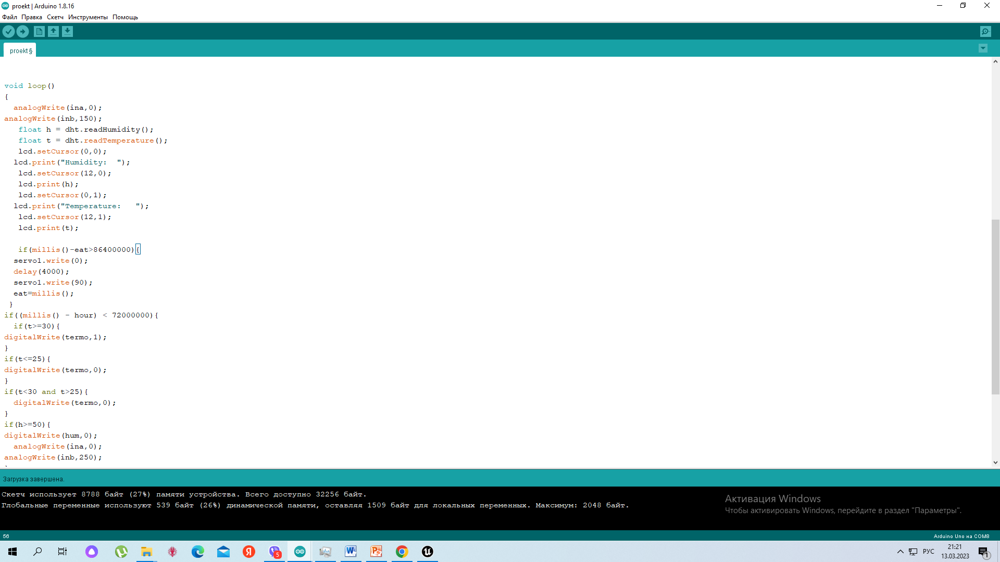 proekt | Arduino 1.8.16
Файл Правка Скетч Инструменты Помощь
proekt §
void loop()
{
  analogWrite(ina,0);
analogWrite(inb,150);
   float h = dht.readHumidity();
   float t = dht.readTemperature();
   lcd.setCursor(0,0);
  lcd.print("Humidity:  ");
   lcd.setCursor(12,0);
   lcd.print(h);
   lcd.setCursor(0,1);
  lcd.print("Temperature:   ");
   lcd.setCursor(12,1);
   lcd.print(t);
   if(millis()-eat>86400000){
  servo1.write(0);
  delay(4000);
  servo1.write(90);
  eat=millis();
 }
if((millis() - hour) < 72000000){
  if(t>=30){
digitalWrite(termo,1);
}
if(t<=25){
digitalWrite(termo,0);
}
if(t<30 and t>25){
  digitalWrite(termo,0);
}
if(h>=50){
digitalWrite(hum,0);
  analogWrite(ina,0);
analogWrite(inb,250);
Загрузка завершена.
Скетч использует 8788 байт (27%) памяти устройства. Всего доступно 32256 байт.
Глобальные переменные используют 539 байт (26%) динамической памяти, оставляя 1509 байт для локальных переменных. Максимум: 2048 байт.
Активация Windows
Чтобы активировать Windows, перейдите в раздел "Параметры".
56
Arduino Uno на COM8
Я
5
W
P
РУС
21:21
13.03.2023
1